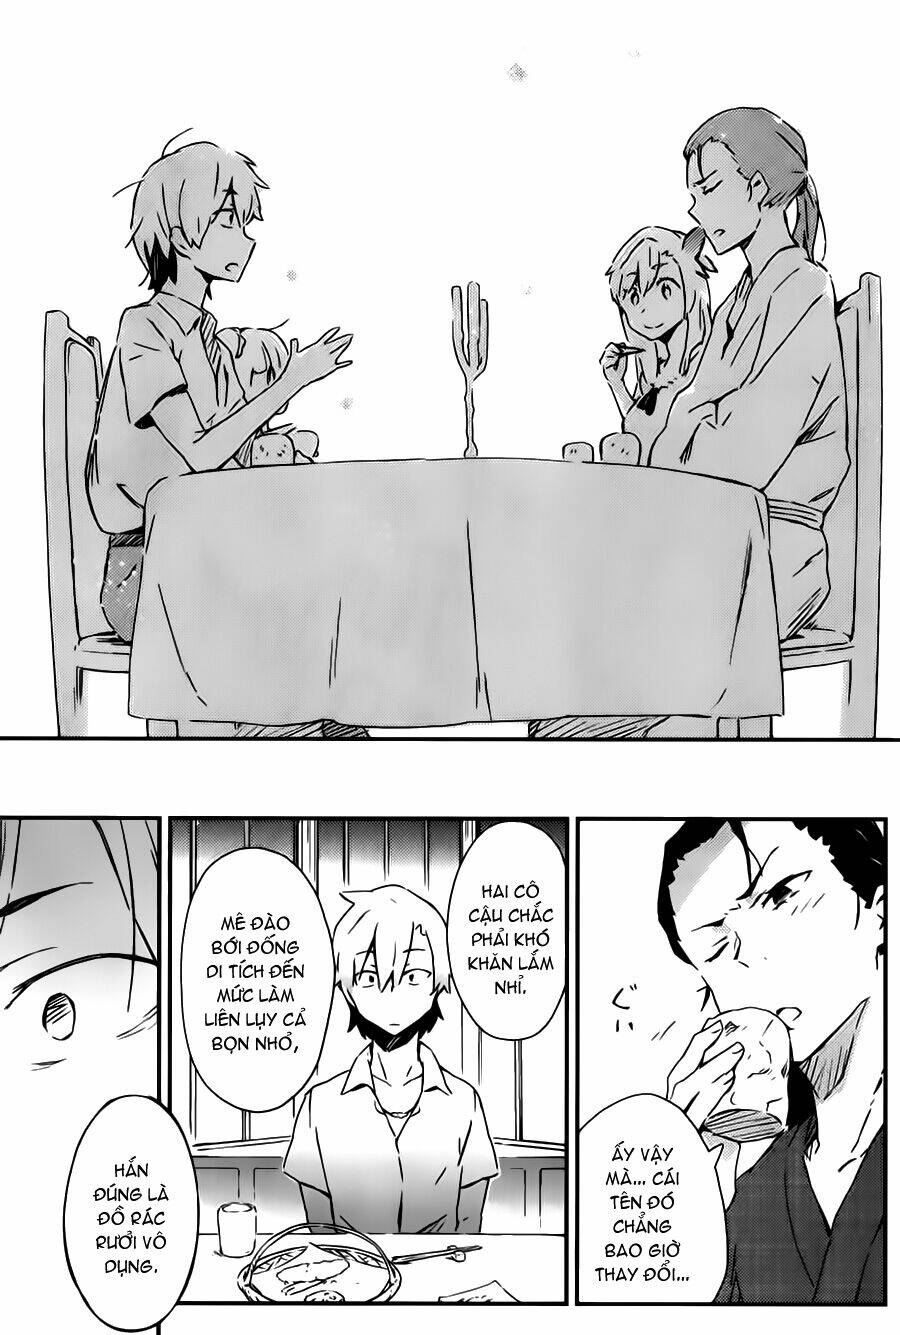 ぐい
ẤY VẬY
MÀ... CÁI
TÊN ĐÓ
CHẲNG
BAO GIỜ
THAY ĐỔI...
HAI CÔ
CẬU CHẮC
PHẢI KHÓ
KHĂN LẮM
NHỈ.
MÊ ĐÀO
BỚI ĐỐNG
DI TÍCH ĐẾN
MỨC LÀM
LIÊN LỤY CẢ
BỌN NHỎ,
HẮN
ĐÚNG LÀ
ĐỒ RÁC
RƯỞI VÔ
DỤNG.